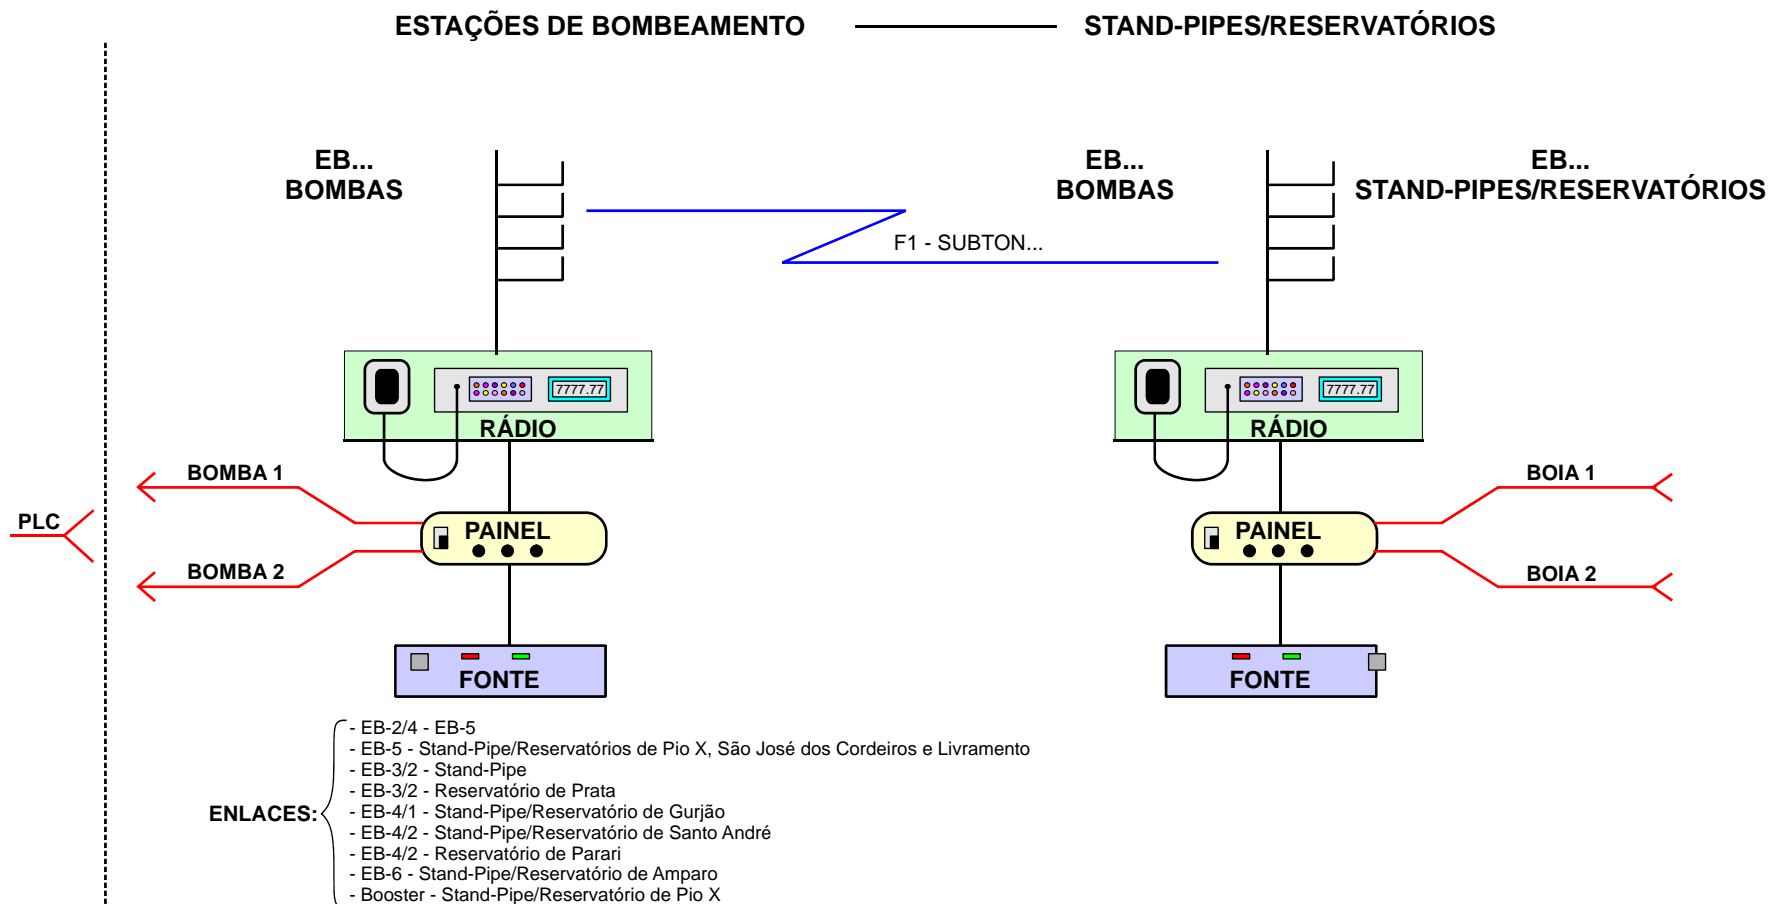 ESTAÇÕES DE BOMBEAMENTO
STAND-PIPES/RESERVATÓRIOS
EB...
BOMBAS
EB...
BOMBAS
EB...
STAND-PIPES/RESERVATÓRIOS
F1 - SUBTON...
7777.77
RÁDIO
7777.77
RÁDIO
PLC
BOMBA 1
BOMBA 2
PAINEL
PAINEL
BOIA 1
BOIA 2
FONTE
FONTE
ENLACES:
- EB-2/4 - EB-5
- EB-5 - Stand-Pipe/Reservatórios de Pio X, São José dos Cordeiros e Livramento
- EB-3/2 - Stand-Pipe
- EB-3/2 - Reservatório de Prata
- EB-4/1 - Stand-Pipe/Reservatório de Gurjão
- EB-4/2 - Stand-Pipe/Reservatório de Santo André
- EB-4/2 - Reservatório de Parari
- EB-6 - Stand-Pipe/Reservatório de Amparo
- Booster - Stand-Pipe/Reservatório de Pio X